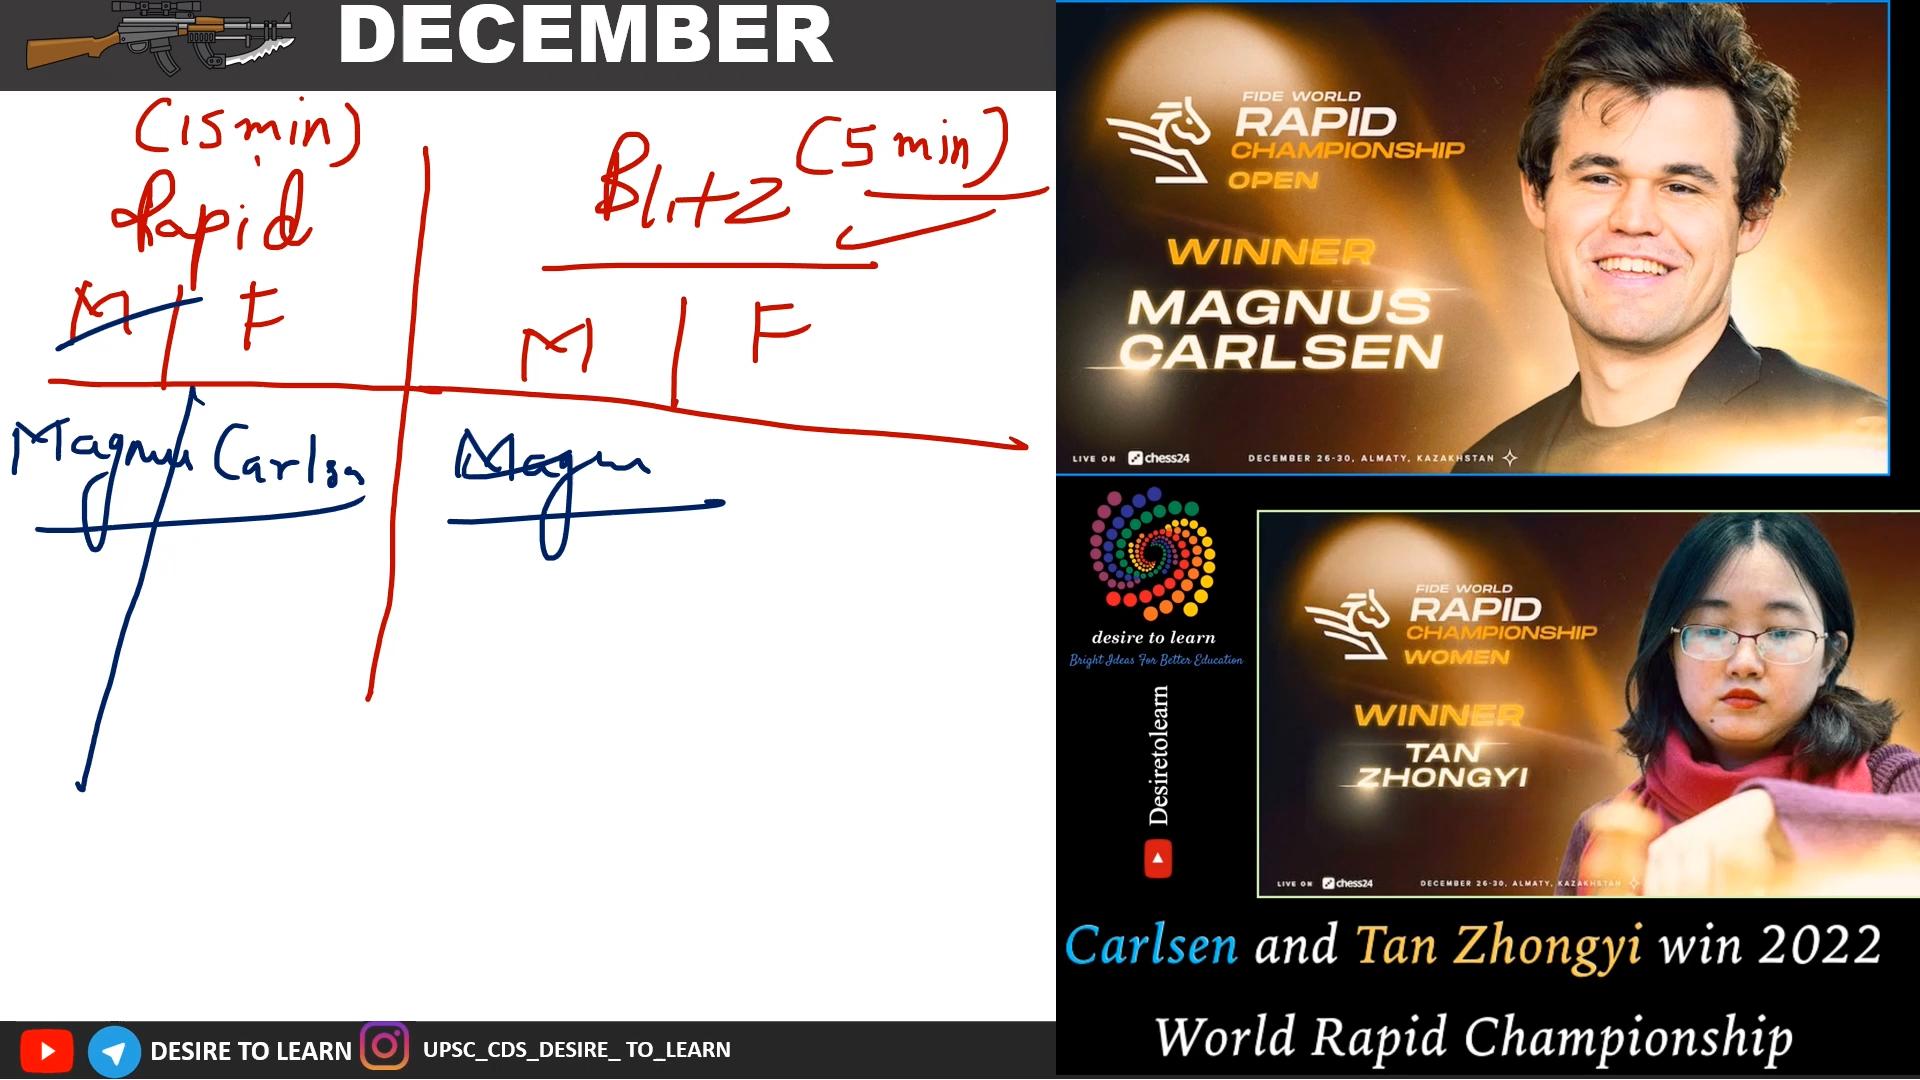 DECEMBER
(15 min)
Rapid
M F
Blitz (5 min)
M F
Magnus Carlsen
Magnu
FIDE WORLD
RAPID
CHAMPIONSHIP
OPEN
WINNER
MAGNUS
CARLSEN
LIVE ON chess24
DECEMBER 26-30, ALMATY, KAZAKHSTAN
desire to learn
Bright Ideas For Better Education
Desiretolearn
FIDE WORLD
RAPID
CHAMPIONSHIP
WOMEN
WINNER
TAN
ZHONGYI
LIVE ON chess24
DECEMBER 26-30, ALMATY, KAZAKHSTAN
Carlsen and Tan Zhongyi win 2022
World Rapid Championship
DESIRE TO LEARN
UPSC_CDS_DESIRE_ TO_LEARN